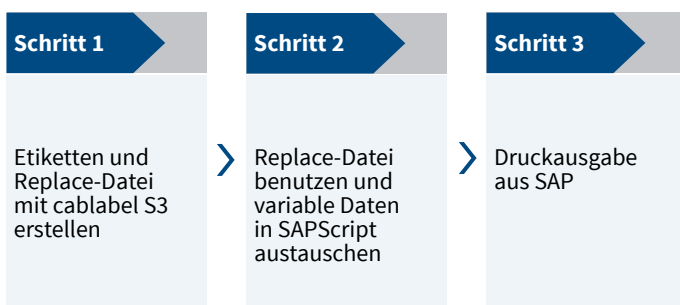 Schritt 1
Etiketten und
Replace-Datei
mit cablabel S3
erstellen
Schritt 2
Replace-Datei
benutzen und
variable Daten
in SAPScript
austauschen
Schritt 3
Druckausgabe
aus SAP